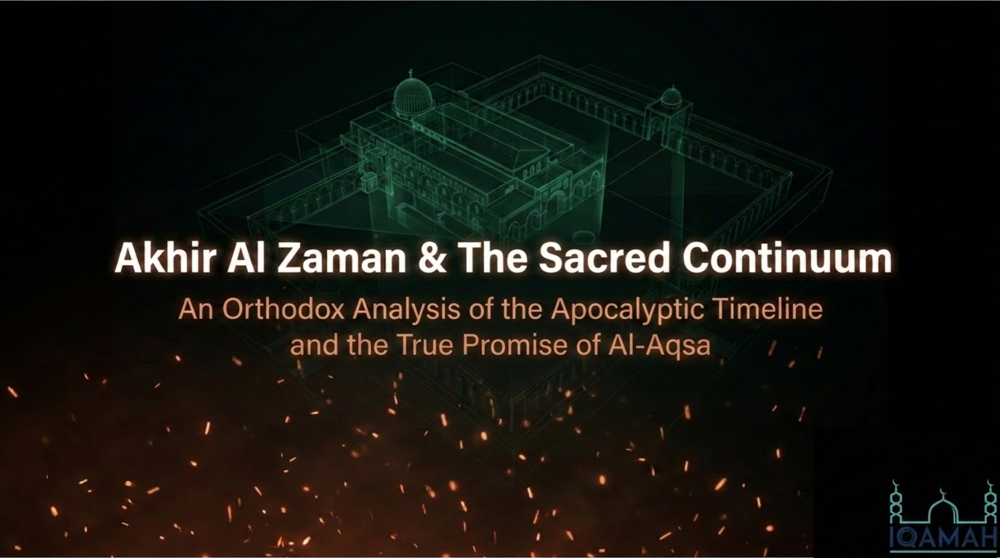 Akhir Al Zaman & The Sacred Continuum
An Orthodox Analysis of the Apocalyptic Timeline
and the True Promise of Al-Aqsa
IQAMAH